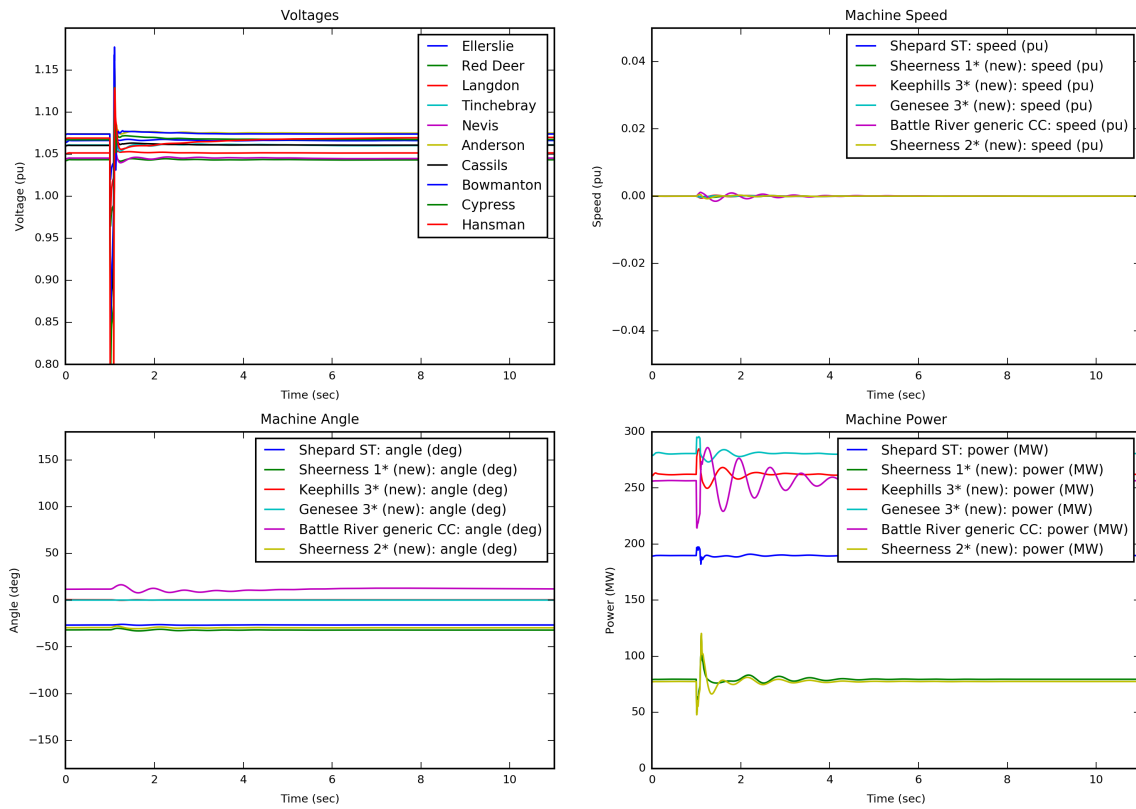 Voltages
1.15
1.10
1.05
1.00
0.95
0.90
0.85
0.80
Voltage (pu)
Ellerslie
Red Deer
Langdon
Tinchebray
Nevis
Anderson
Cassils
Bowmanton
Cypress
Hansman
0 2 4 6 8 10
Time (sec)
Machine Speed
0.04
0.02
0.00
−0.02
−0.04
Speed (pu)
Shepard ST: speed (pu)
Sheerness 1* (new): speed (pu)
Keephills 3* (new): speed (pu)
Genesee 3* (new): speed (pu)
Battle River generic CC: speed (pu)
Sheerness 2* (new): speed (pu)
0 2 4 6 8 10
Time (sec)
Machine Angle
150
100
50
0
−50
−100
−150
Angle (deg)
Shepard ST: angle (deg)
Sheerness 1* (new): angle (deg)
Keephills 3* (new): angle (deg)
Genesee 3* (new): angle (deg)
Battle River generic CC: angle (deg)
Sheerness 2* (new): angle (deg)
0 2 4 6 8 10
Time (sec)
Machine Power
300
250
200
150
100
50
0
Power (MW)
Shepard ST: power (MW)
Sheerness 1* (new): power (MW)
Keephills 3* (new): power (MW)
Genesee 3* (new): power (MW)
Battle River generic CC: power (MW)
Sheerness 2* (new): power (MW)
0 2 4 6 8 10
Time (sec)